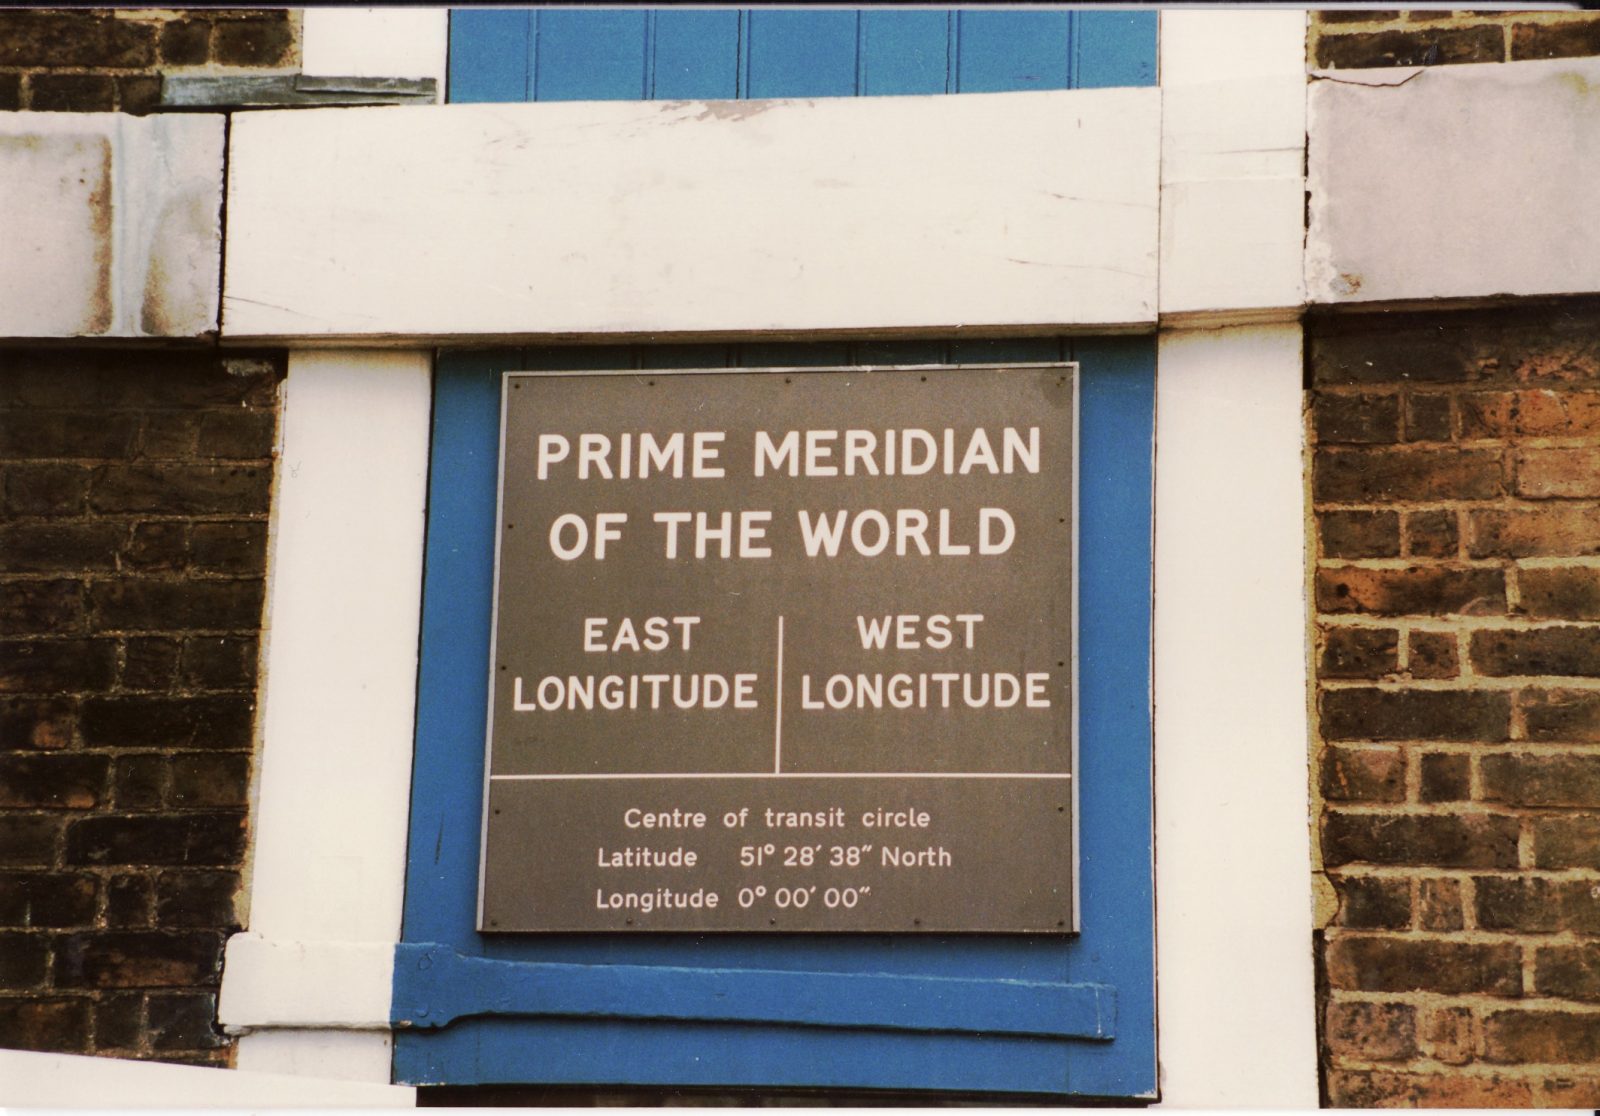 PRIME MERIDIAN
OF THE WORLD
EAST
LONGITUDE
WEST
LONGITUDE
Centre of transit circle
Latitude 51° 28′ 38″ North
Longitude 0° 00′ 00″